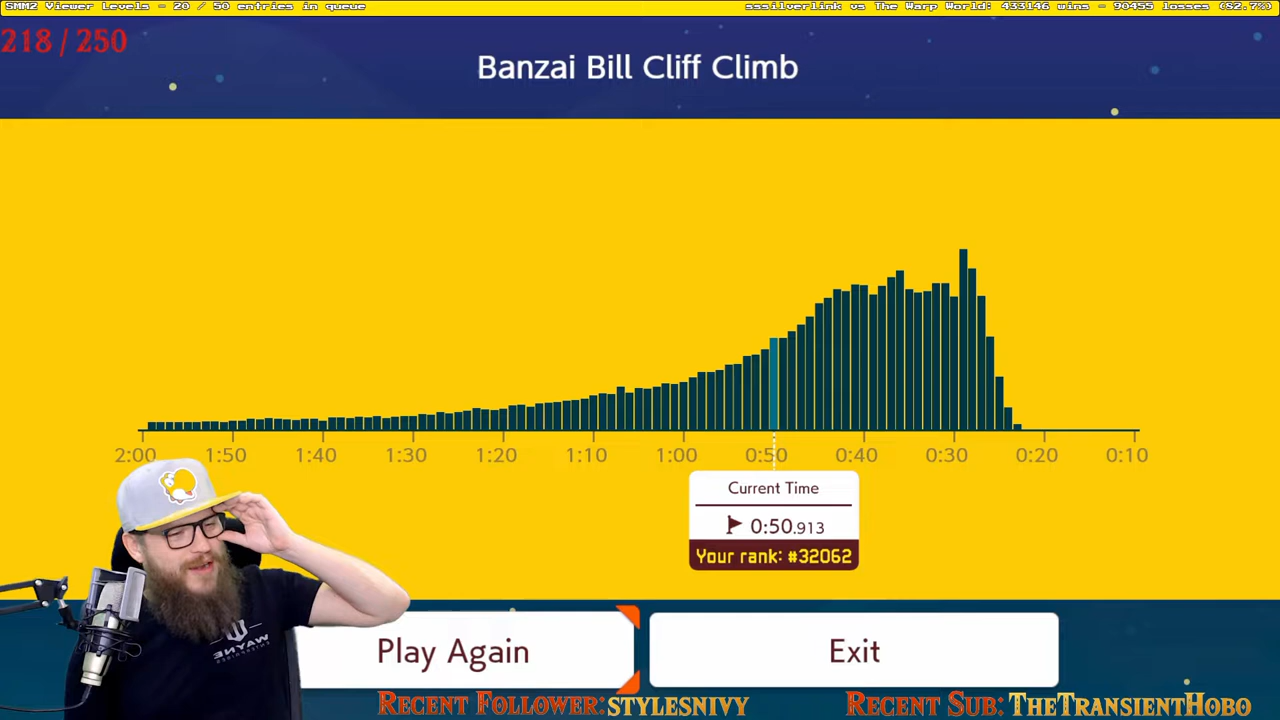 SMM2 Viewer Levels - 20 / 50 entries in queue
sssilverlink vs The Warp World: 433146 wins - 90455 losses (82.7%)
218 / 250
Banzai Bill Cliff Climb
2:00 1:50 1:40 1:30 1:20 1:10 1:00 0:50 0:40 0:30 0:20 0:10
Current Time
0:50.913
Your rank: #32062
Play Again
Exit
WAYNE
ENTERPRISES
Recent Follower: stylesnivy
Recent Sub: TheTransientHobo